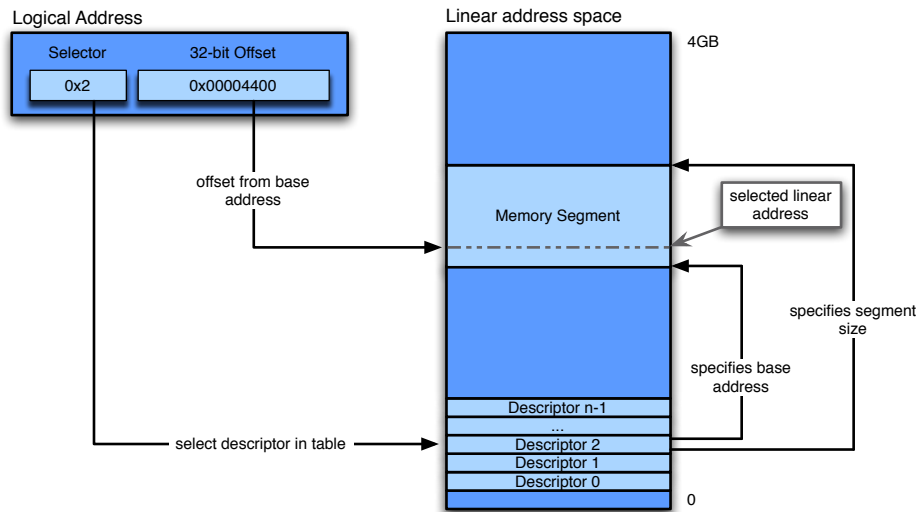 Logical Address
Selector
32-bit Offset
0x2
0x00004400
offset from base
address
select descriptor in table
Linear address space
4GB
Memory Segment
selected linear
address
specifies segment
size
specifies base
address
Descriptor n-1
...
Descriptor 2
Descriptor 1
Descriptor 0
0